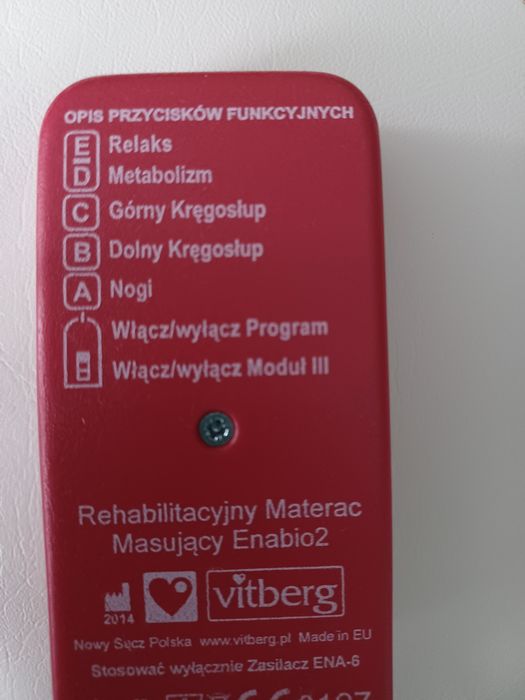 OPIS PRZYCISKÓW FUNKCYJNYCH
E Relaks
D Metabolizm
C Górny Kręgosłup
B Dolny Kręgosłup
A Nogi
Włącz/wyłącz Program
Włącz/wyłącz Moduł III
Rehabilitacyjny Materac
Masujący Enabio2
2014
vitberg
Nowy Sącz Polska www.vitberg.pl Made in EU
Stosować wyłącznie Zasilacz ENA-6